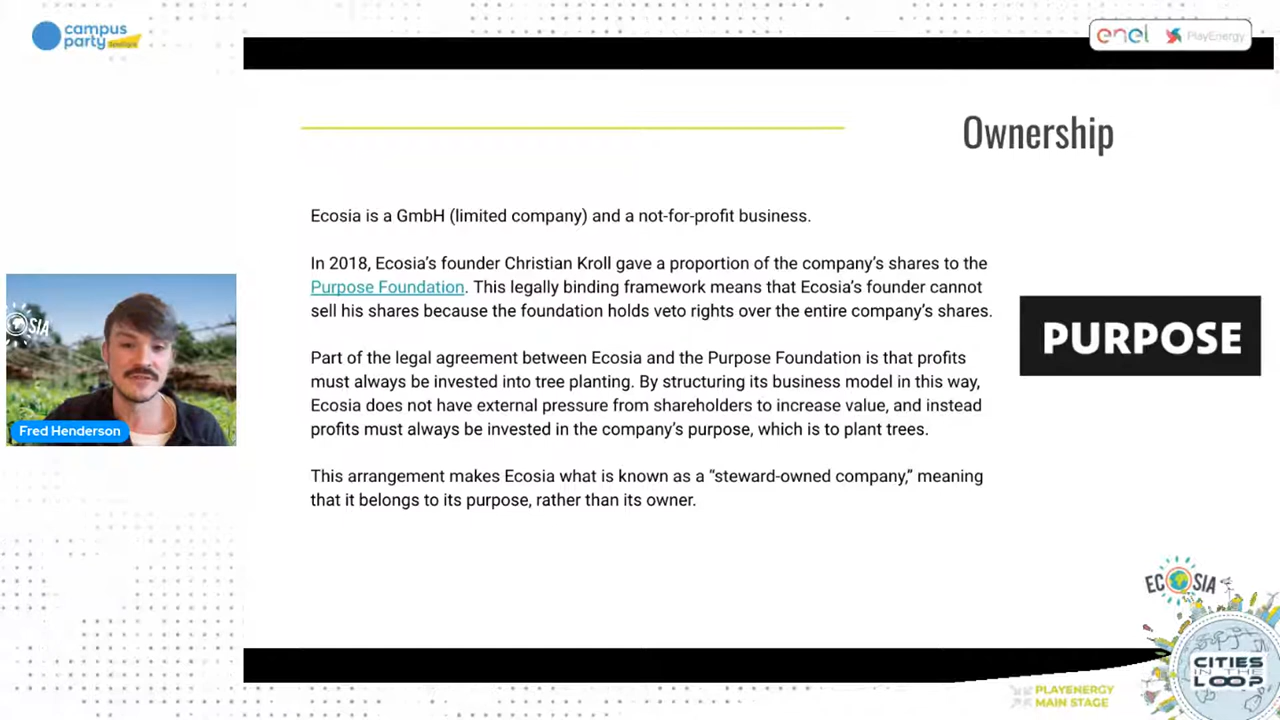 campus
party
enel PlayEnergy
Ownership
Ecosia is a GmbH (limited company) and a not-for-profit business.
In 2018, Ecosia’s founder Christian Kroll gave a proportion of the company’s shares to the
Purpose Foundation. This legally binding framework means that Ecosia’s founder cannot
sell his shares because the foundation holds veto rights over the entire company’s shares.
PURPOSE
Part of the legal agreement between Ecosia and the Purpose Foundation is that profits
must always be invested into tree planting. By structuring its business model in this way,
Ecosia does not have external pressure from shareholders to increase value, and instead
profits must always be invested in the company’s purpose, which is to plant trees.
This arrangement makes Ecosia what is known as a “steward-owned company,” meaning
that it belongs to its purpose, rather than its owner.
OSIA
Fred Henderson
ECOSIA
CITIES
IN THE
LOOP
PLAYENERGY
MAIN STAGE